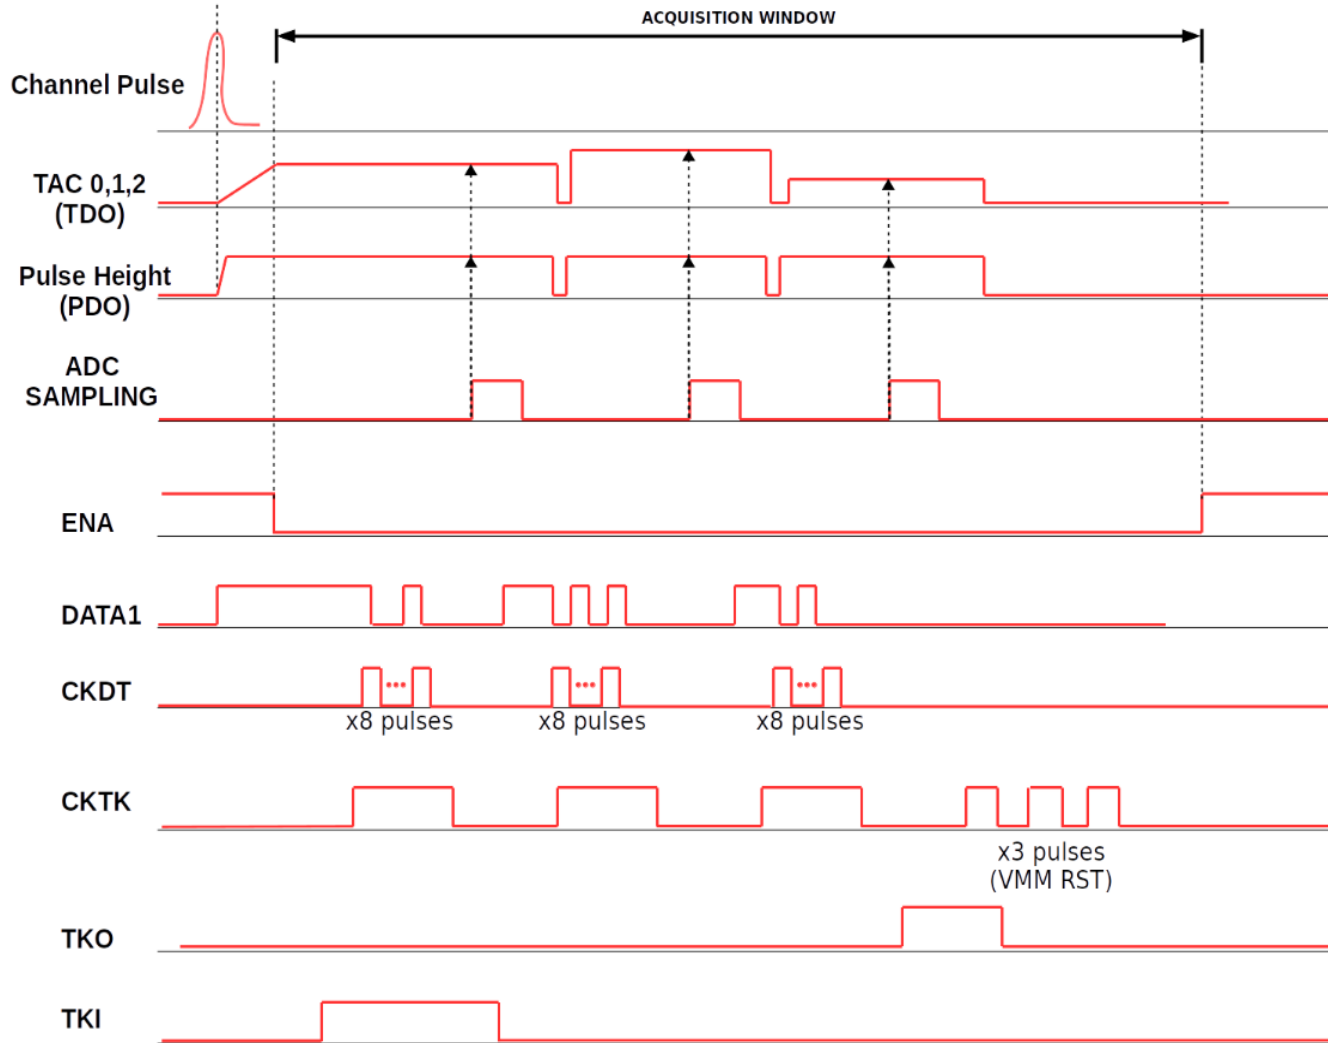 ACQUISITION WINDOW
Channel Pulse
TAC 0,1,2
(TDO)
Pulse Height
(PDO)
ADC
SAMPLING
ENA
DATA1
CKDT
x8 pulses
x8 pulses
x8 pulses
CKTK
x3 pulses
(VMM RST)
TKO
TKI